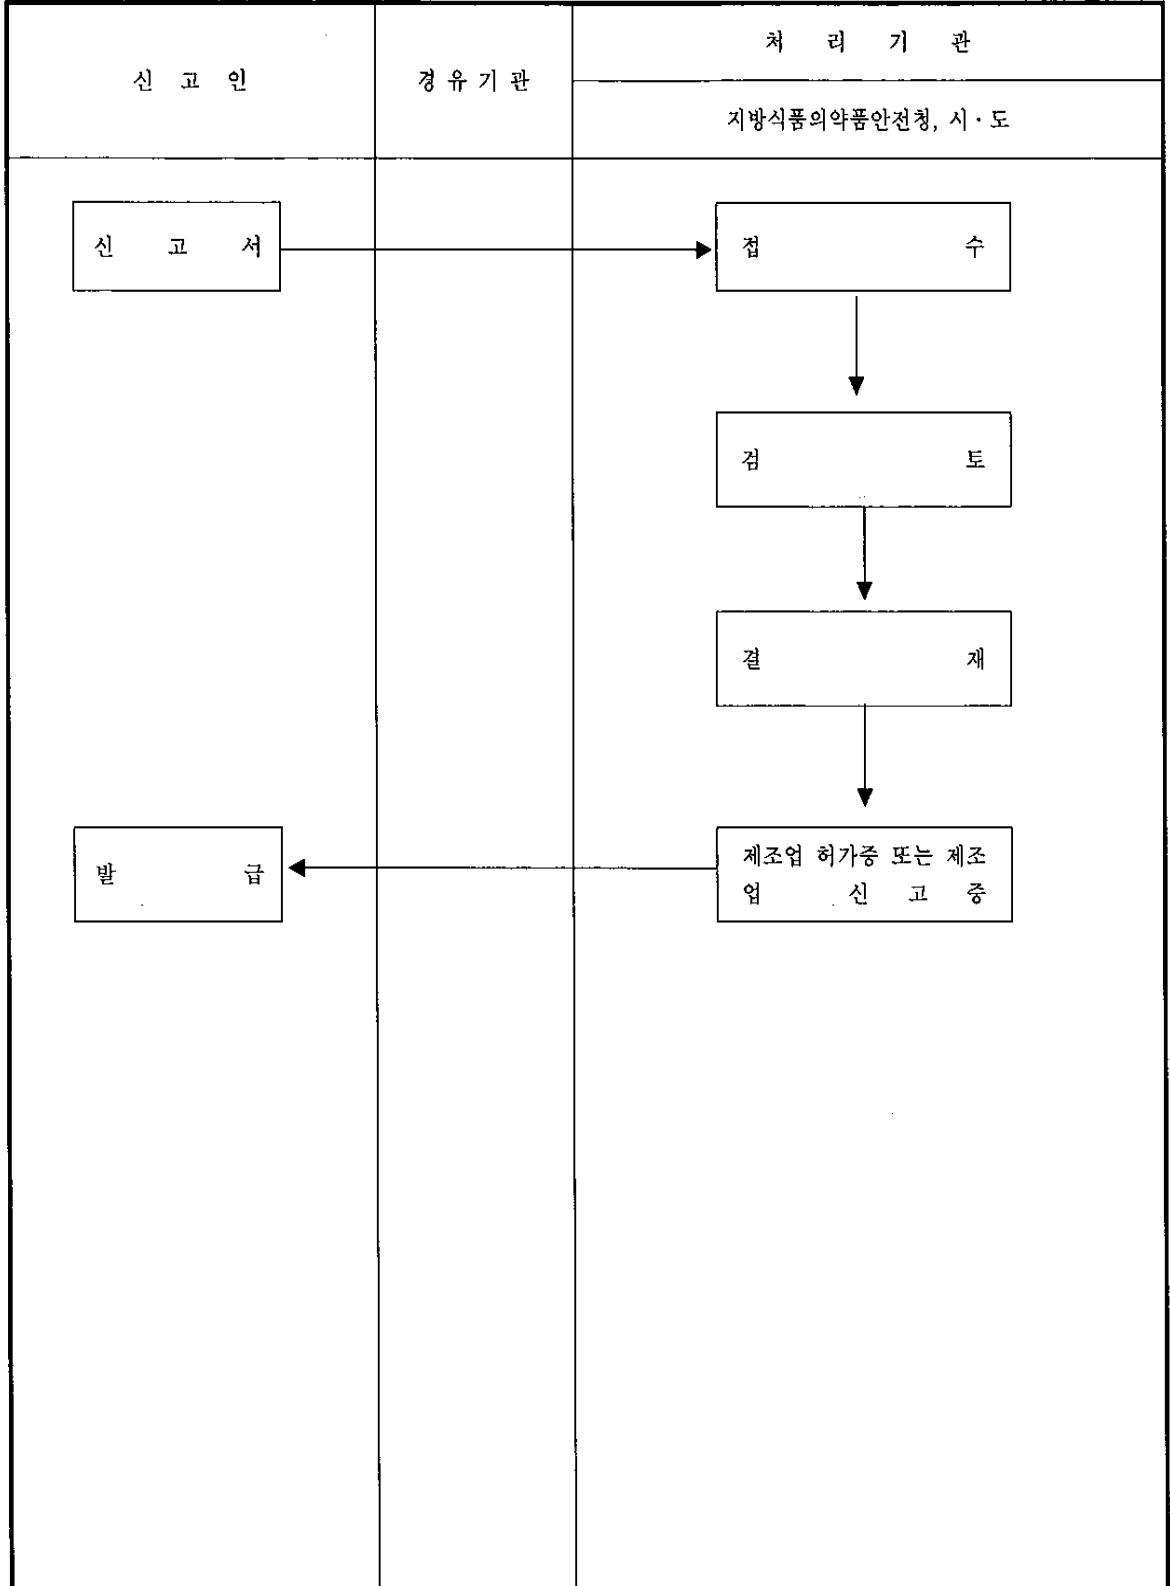 처 리 기 관
신 고 인
경 유 기 관
지방식품의약품안전청, 시·도
신 고 서
접 수
검 토
결 재
발 급
제조업 허가증 또는 제조
업 신 고 증